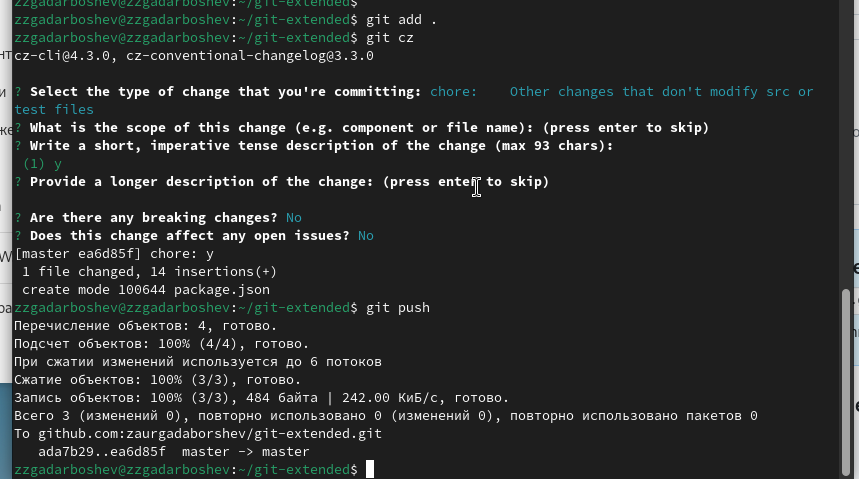 zzgadarboshev@zzgadarboshev:~/git-extended$
zzgadarboshev@zzgadarboshev:~/git-extended$ git add .
zzgadarboshev@zzgadarboshev:~/git-extended$ git cz
cz-cli@4.3.0, cz-conventional-changelog@3.3.0
? Select the type of change that you're committing: chore:    Other changes that don't modify src or
test files
? What is the scope of this change (e.g. component or file name): (press enter to skip)
? Write a short, imperative tense description of the change (max 93 chars):
(1) y
? Provide a longer description of the change: (press enter to skip)
? Are there any breaking changes? No
? Does this change affect any open issues? No
[master ea6d85f] chore: y
1 file changed, 14 insertions(+)
create mode 100644 package.json
zzgadarboshev@zzgadarboshev:~/git-extended$ git push
Перечисление объектов: 4, готово.
Подсчет объектов: 100% (4/4), готово.
При сжатии изменений используется до 6 потоков
Сжатие объектов: 100% (3/3), готово.
Запись объектов: 100% (3/3), 484 байта | 242.00 КиБ/с, готово.
Всего 3 (изменений 0), повторно использовано 0 (изменений 0), повторно использовано пакетов 0
To github.com:zaurgadaborshev/git-extended.git
ada7b29..ea6d85f  master -> master
zzgadarboshev@zzgadarboshev:~/git-extended$